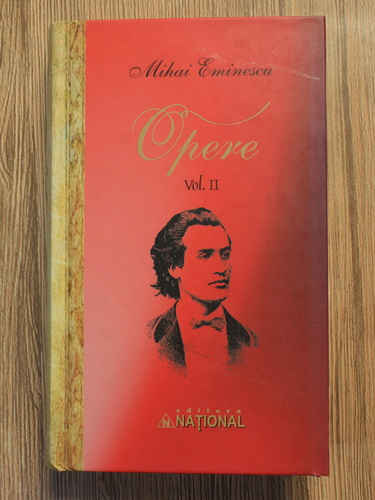 Mihai Eminescu
Opere
Vol. II
editura
NAȚIONAL